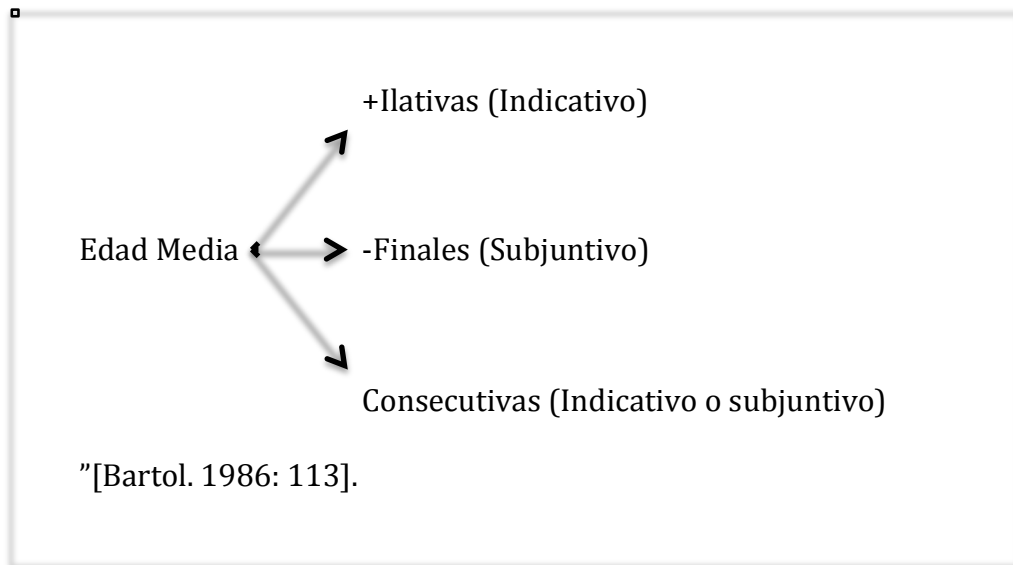 +Ilativas (Indicativo)
Edad Media -Finales (Subjuntivo)
Consecutivas (Indicativo o subjuntivo)
”[Bartol. 1986: 113].